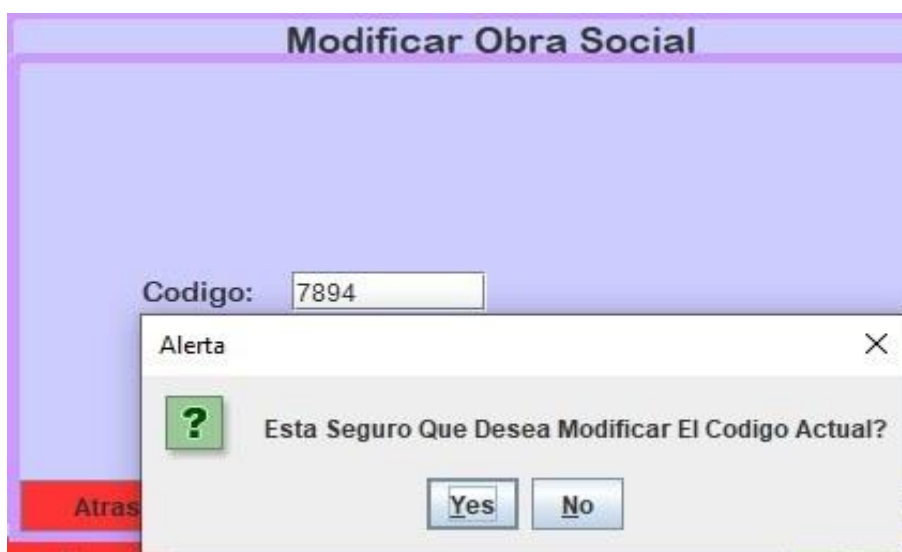 Modificar Obra Social
Codigo: 7894
Alerta
?
Esta Seguro Que Desea Modificar El Codigo Actual?
Atras
Yes No